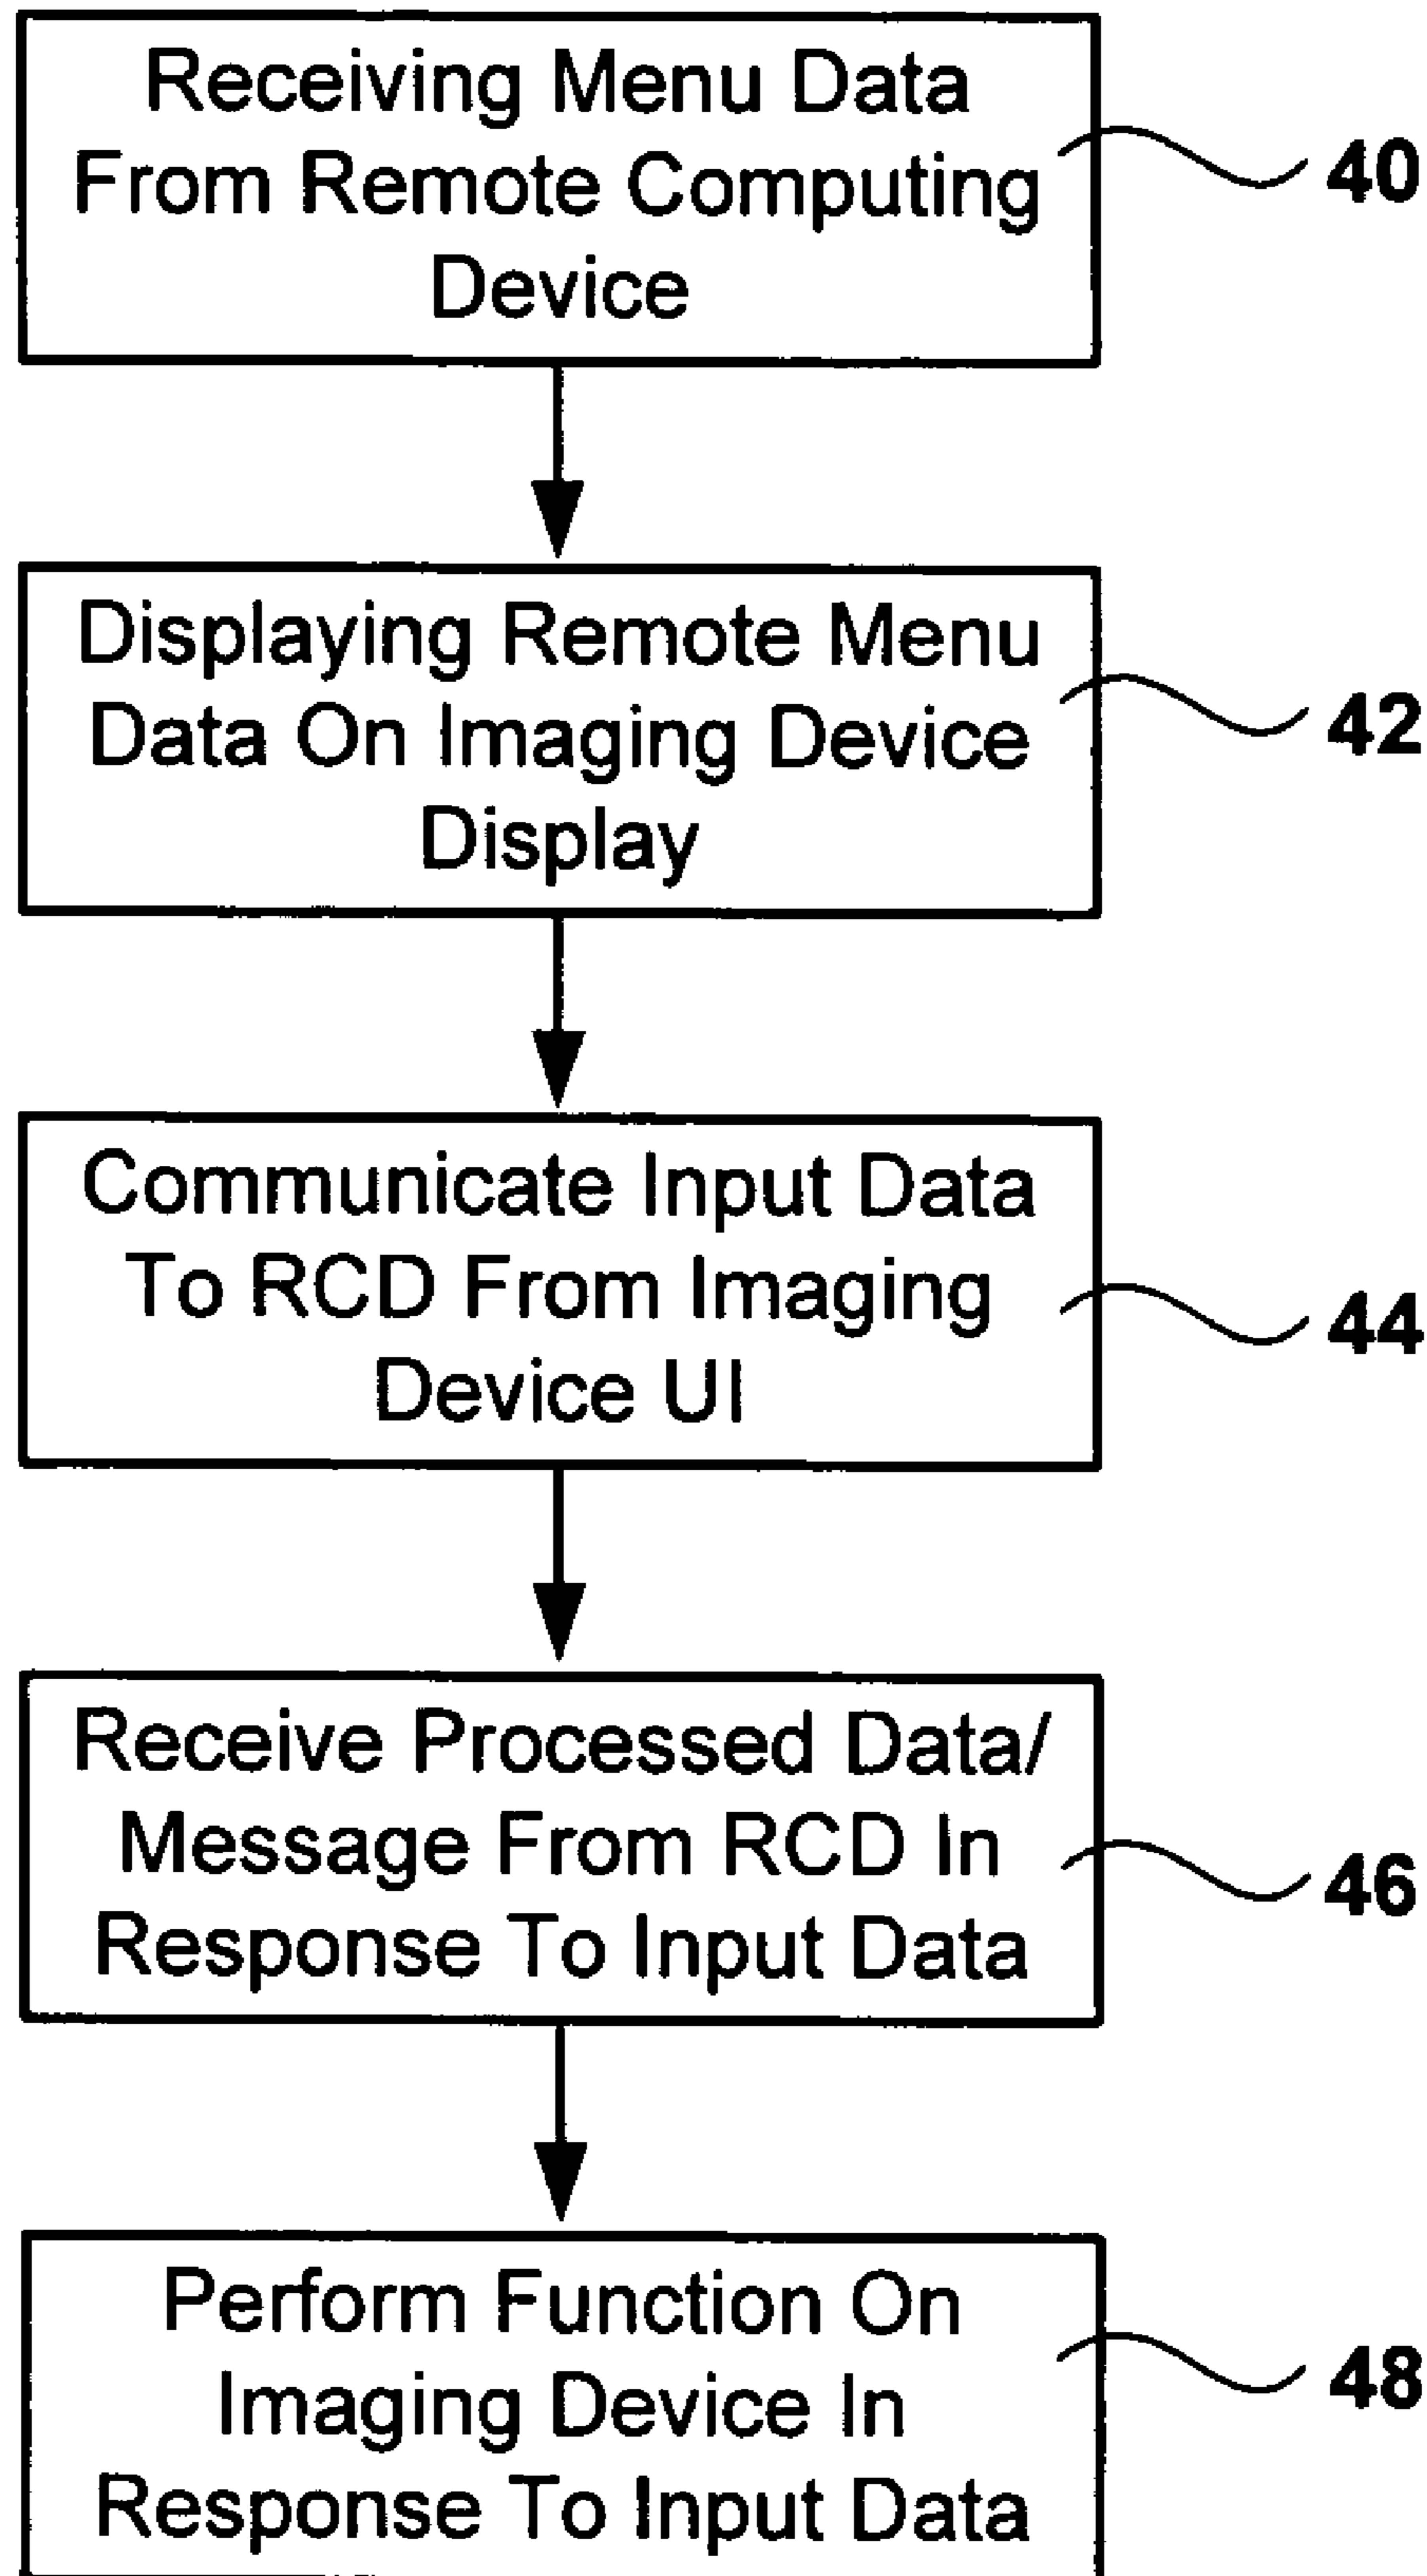 Receiving Menu Data
From Remote Computing
Device
40
Displaying Remote Menu
Data On Imaging Device
Display
42
Communicate Input Data
To RCD From Imaging
Device UI
44
Receive Processed Data/
Message From RCD In
Response To Input Data
46
Perform Function On
Imaging Device In
Response To Input Data
48